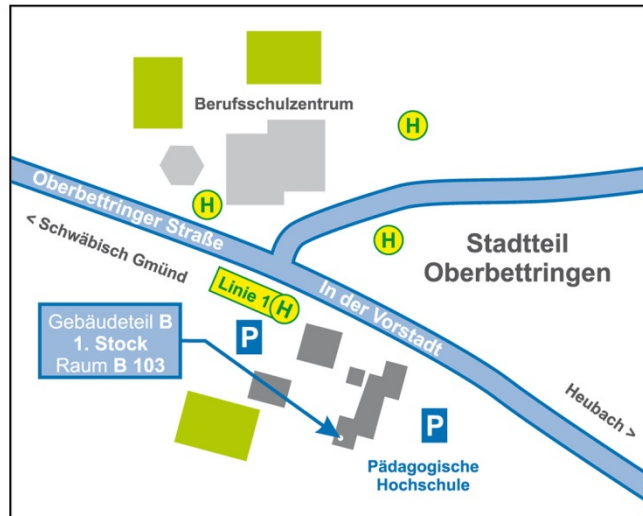 Berufsschulzentrum
H
H
Oberbettringer Straße
< Schwäbisch Gmünd
H
Stadtteil
Oberbettringen
Linie 1
H
In der Vorstadt
Gebäudeteil B
1. Stock
Raum B 103
P
Heubach >
P
Pädagogische
Hochschule